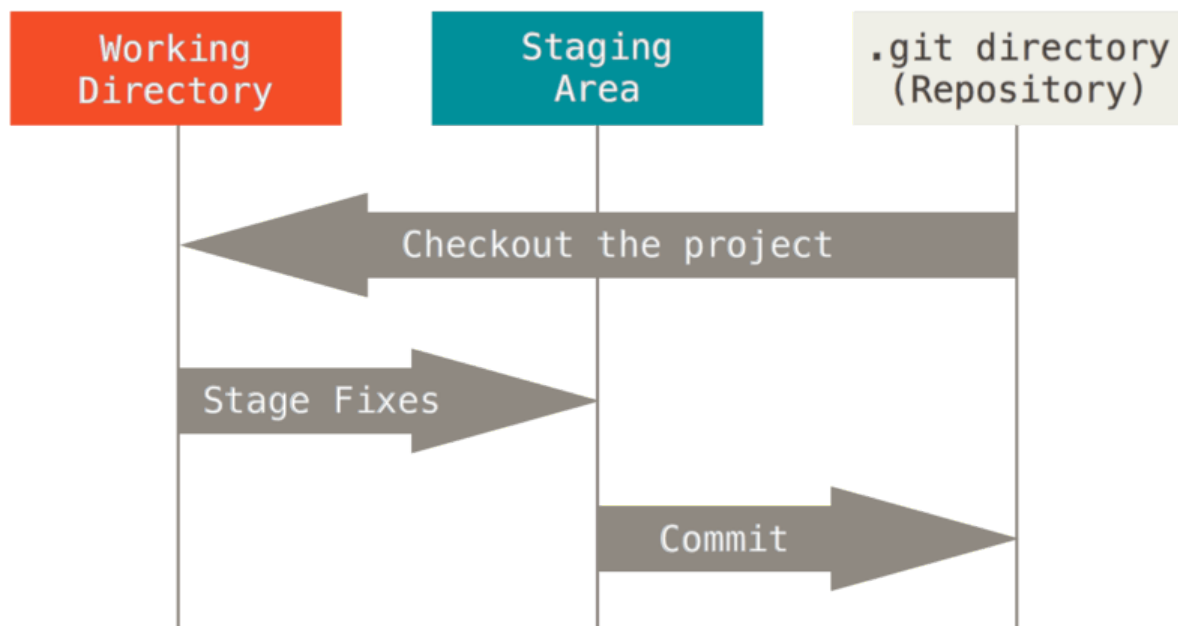 Working
Directory
Staging
Area
.git directory
(Repository)
Checkout the project
Stage Fixes
Commit